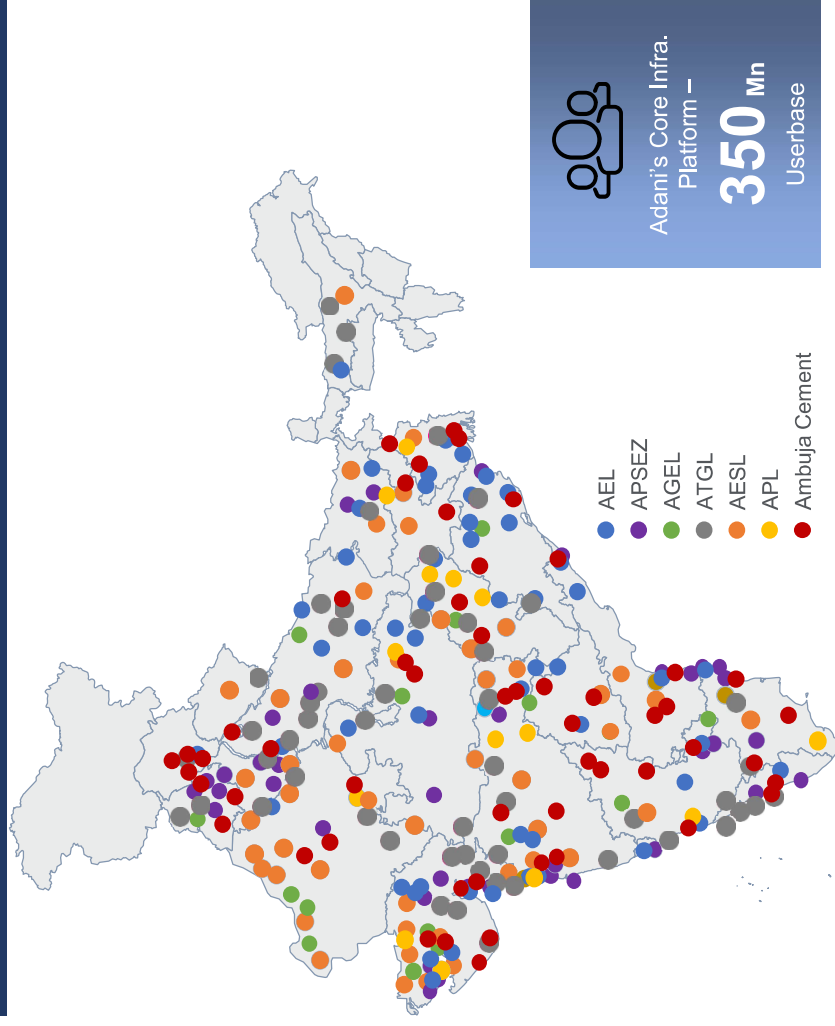 Adani's Core Infra.
Platform –
350 Mn
Userbase
AEL
APSEZ
AGEL
ATGL
AESL
APL
Ambuja Cement